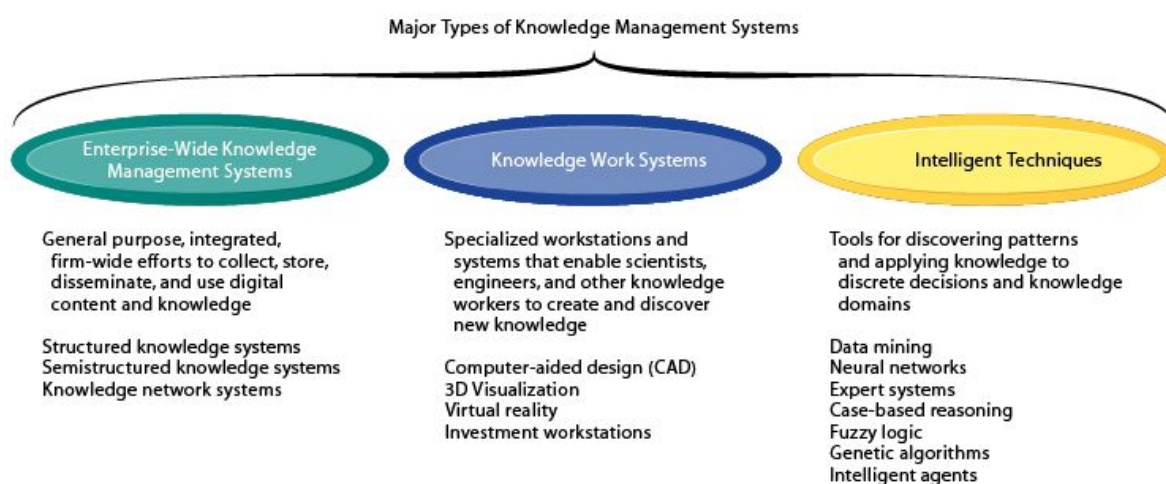 Major Types of Knowledge Management Systems
Enterprise-Wide Knowledge
Management Systems
General purpose, integrated,
firm-wide efforts to collect, store,
disseminate, and use digital
content and knowledge
Structured knowledge systems
Semistructured knowledge systems
Knowledge network systems
Knowledge Work Systems
Specialized workstations and
systems that enable scientists,
engineers, and other knowledge
workers to create and discover
new knowledge
Computer-aided design (CAD)
3D Visualization
Virtual reality
Investment workstations
Intelligent Techniques
Tools for discovering patterns
and applying knowledge to
discrete decisions and knowledge
domains
Data mining
Neural networks
Expert systems
Case-based reasoning
Fuzzy logic
Genetic algorithms
Intelligent agents